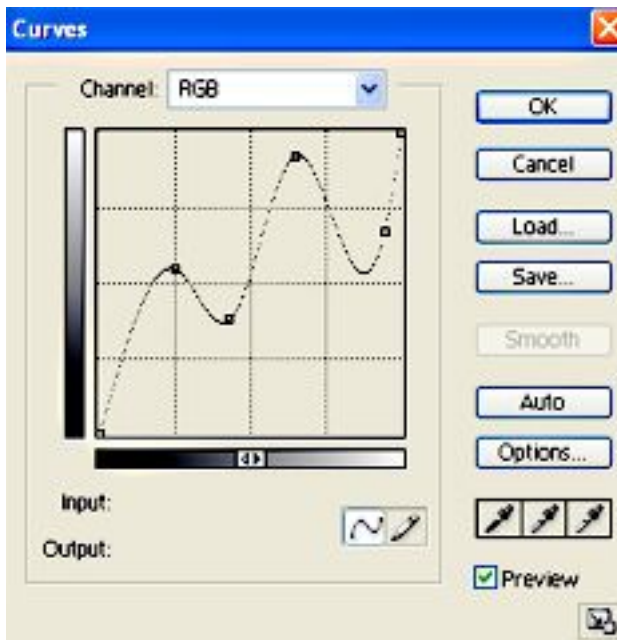 Curves
Channel: RGB
OK
Cancel
Load...
Save...
Smooth
Auto
Options...
Input:
Output:
Preview